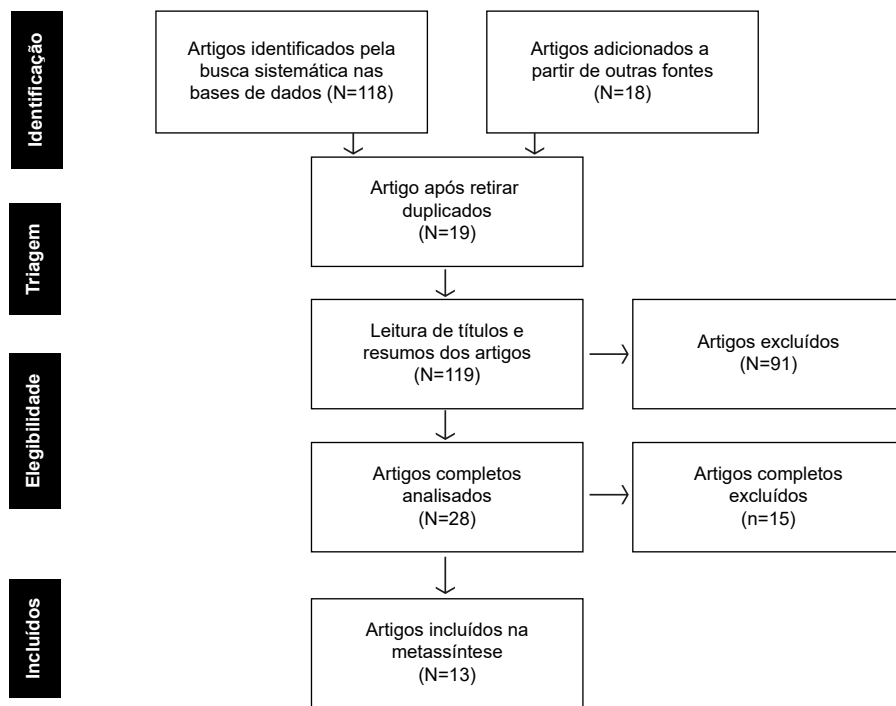 Identificação
Artigos identificados pela
busca sistemática nas
bases de dados (N=118)
Artigos adicionados a
partir de outras fontes
(N=18)
Artigo após retirar
duplicados
(N=19)
Triagem
Leitura de títulos e
resumos dos artigos
(N=119)
Artigos excluídos
(N=91)
Elegibilidade
Artigos completos
analisados
(N=28)
Artigos completos
excluídos
(n=15)
Incluídos
Artigos incluídos na
metassíntese
(N=13)